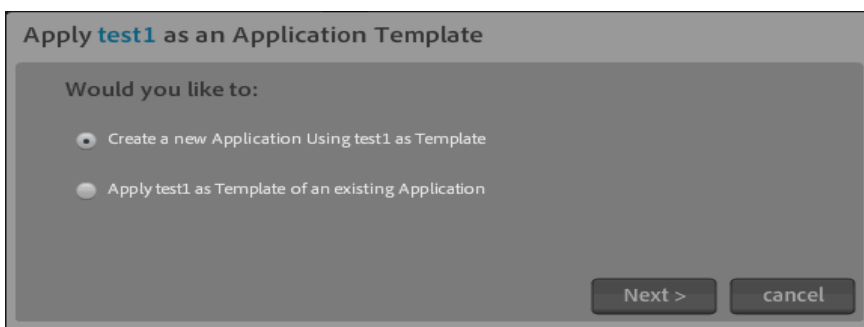 Apply test1 as an Application Template
Would you like to:
Create a new Application Using test1 as Template
Apply test1 as Template of an existing Application
Next > cancel